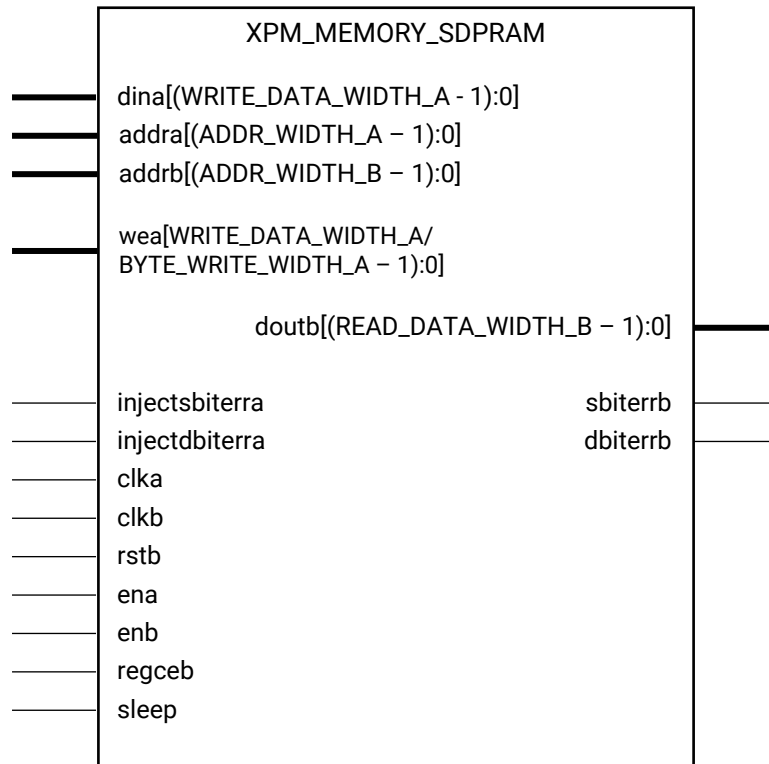 XPM_MEMORY_SDPRAM
dina[(WRITE_DATA_WIDTH_A - 1):0]
addra[(ADDR_WIDTH_A – 1):0]
addrb[(ADDR_WIDTH_B – 1):0]
wea[WRITE_DATA_WIDTH_A/
BYTE_WRITE_WIDTH_A – 1):0]
doutb[(READ_DATA_WIDTH_B – 1):0]
injectsbiterra sbiterrb
injectdbiterra dbiterrb
clka
clkb
rstb
ena
enb
regceb
sleep